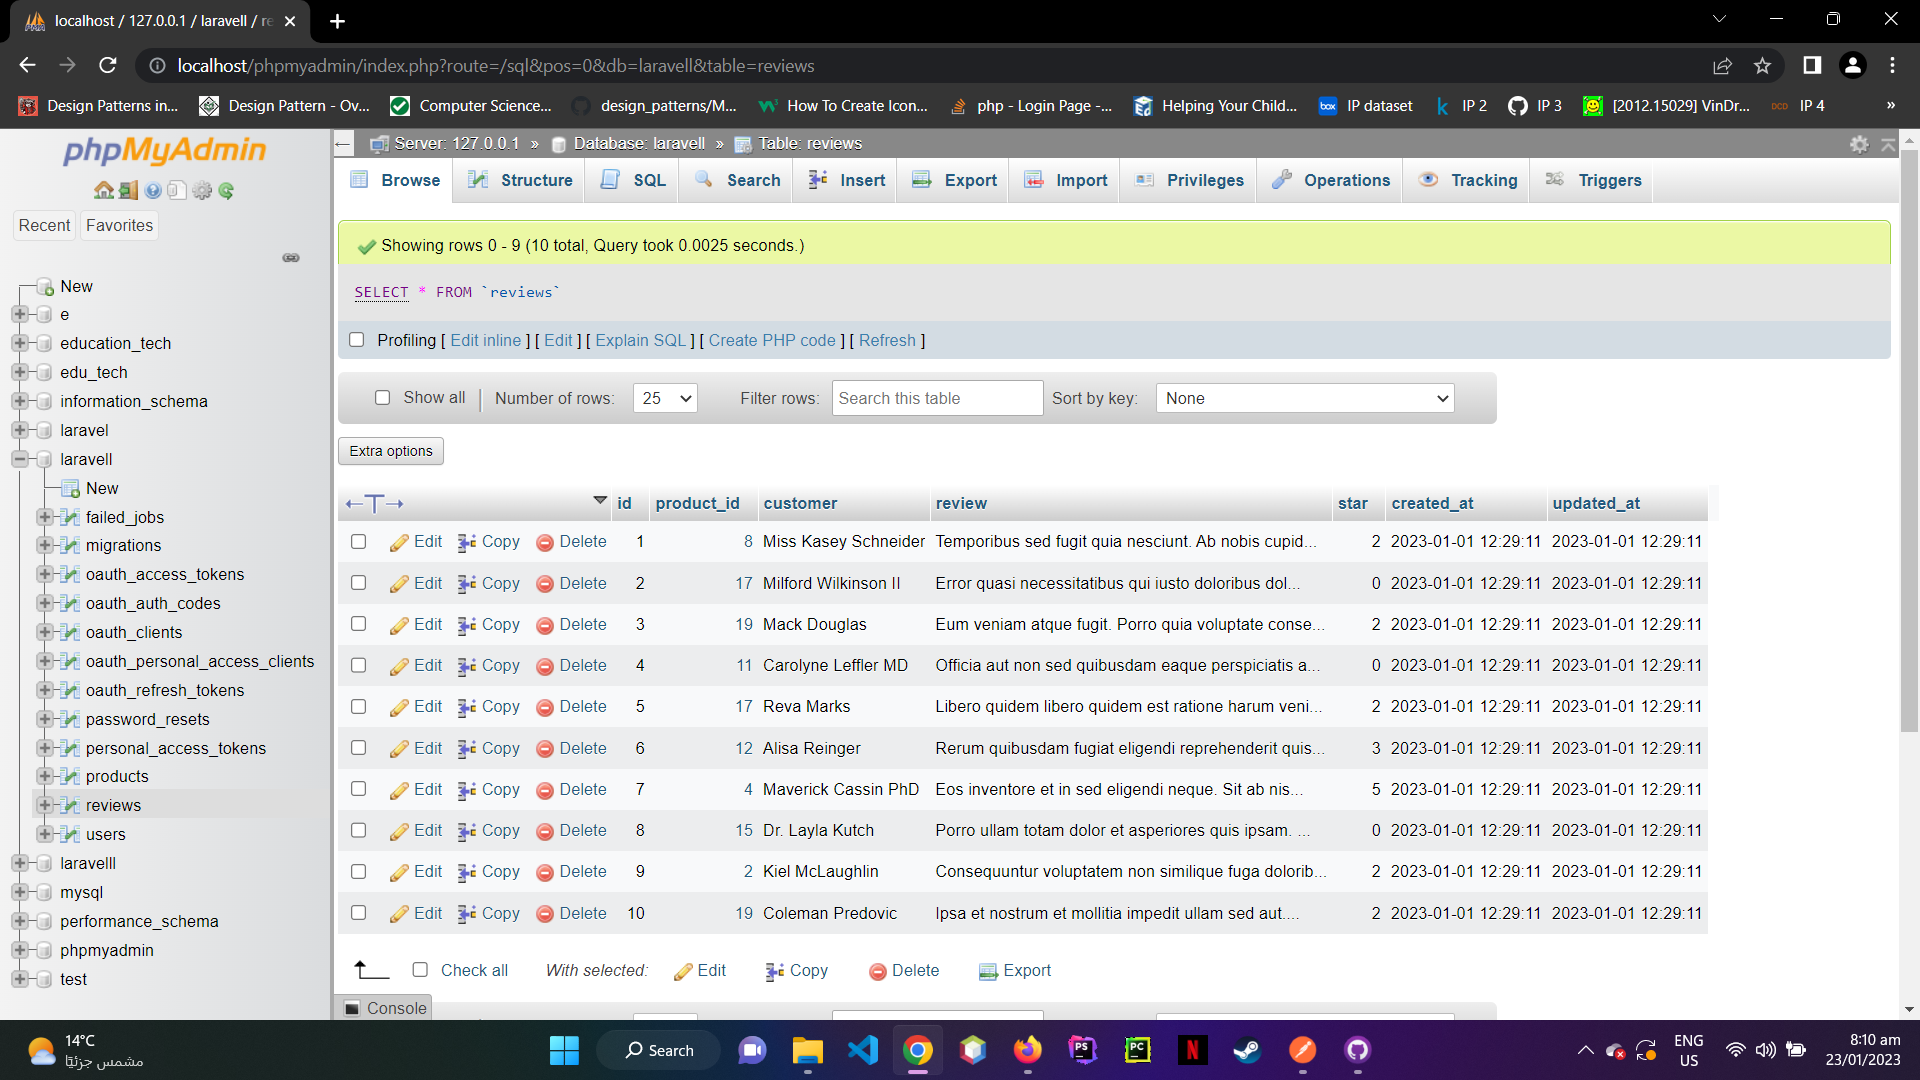 localhost / 127.0.0.1 / laravell / re
localhost/phpmyadmin/index.php?route=/sql&pos=0&db=laravell&table=reviews
Design Patterns in... Design Pattern - Ov... Computer Science... design_patterns/M... How To Create Icon... php - Login Page -... Helping Your Child... box IP dataset k IP 2 IP 3 [2012.15029] VinDr... DCD IP 4 »
phpMyAdmin
Recent Favorites
New
e
education_tech
edu_tech
information_schema
laravel
laravell
New
failed_jobs
migrations
oauth_access_tokens
oauth_auth_codes
oauth_clients
oauth_personal_access_clients
oauth_refresh_tokens
password_resets
personal_access_tokens
products
reviews
users
laravelll
mysql
performance_schema
phpmyadmin
test
Server: 127.0.0.1 » Database: laravell » Table: reviews
Browse Structure SQL Search Insert Export Import Privileges Operations Tracking Triggers
Showing rows 0 - 9 (10 total, Query took 0.0025 seconds.)
SELECT * FROM `reviews`
Profiling [ Edit inline ] [ Edit ] [ Explain SQL ] [ Create PHP code ] [ Refresh ]
Show all Number of rows: 25 Filter rows: Search this table Sort by key: None
Extra options
←T→ id product_id customer review star created_at updated_at
Edit Copy Delete 1 8 Miss Kasey Schneider Temporibus sed fugit quia nesciunt. Ab nobis cupid... 2 2023-01-01 12:29:11 2023-01-01 12:29:11
Edit Copy Delete 2 17 Milford Wilkinson II Error quasi necessitatibus qui iusto doloribus dol... 0 2023-01-01 12:29:11 2023-01-01 12:29:11
Edit Copy Delete 3 19 Mack Douglas Eum veniam atque fugit. Porro quia voluptate conse... 2 2023-01-01 12:29:11 2023-01-01 12:29:11
Edit Copy Delete 4 11 Carolyne Leffler MD Officia aut non sed quibusdam eaque perspiciatis a... 0 2023-01-01 12:29:11 2023-01-01 12:29:11
Edit Copy Delete 5 17 Reva Marks Libero quidem libero quidem est ratione harum veni... 2 2023-01-01 12:29:11 2023-01-01 12:29:11
Edit Copy Delete 6 12 Alisa Reinger Rerum quibusdam fugiat eligendi reprehenderit quis... 3 2023-01-01 12:29:11 2023-01-01 12:29:11
Edit Copy Delete 7 4 Maverick Cassin PhD Eos inventore et in sed eligendi neque. Sit ab nis... 5 2023-01-01 12:29:11 2023-01-01 12:29:11
Edit Copy Delete 8 15 Dr. Layla Kutch Porro ullam totam dolor et asperiores quis ipsam. ... 0 2023-01-01 12:29:11 2023-01-01 12:29:11
Edit Copy Delete 9 2 Kiel McLaughlin Consequuntur voluptatem non similique fuga dolorib... 2 2023-01-01 12:29:11 2023-01-01 12:29:11
Edit Copy Delete 10 19 Coleman Predovic Ipsa et nostrum et mollitia impedit ullam sed aut.... 2 2023-01-01 12:29:11 2023-01-01 12:29:11
Check all With selected: Edit Copy Delete Export
Console
14°C
مشمس جزئيًا
Search
PS
PC
N
ENG
US
8:10 am
23/01/2023